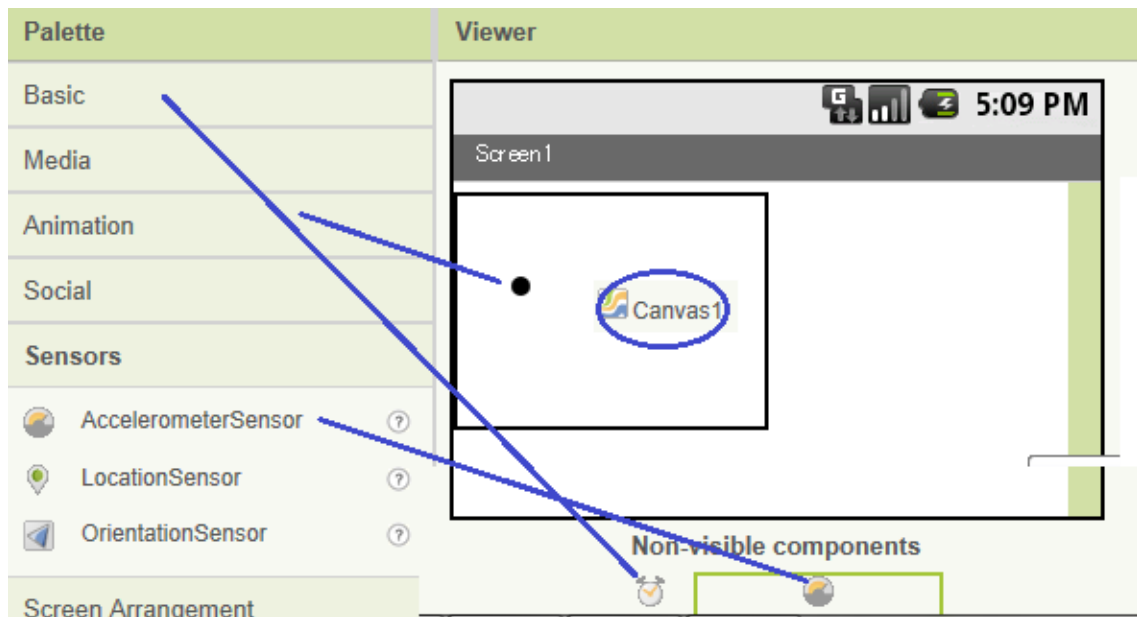 Palette
Basic
Media
Animation
Social
Sensors
AccelerometerSensor ?
LocationSensor ?
OrientationSensor ?
Screen Arrangement
Viewer
G 5:09 PM
Screen1
Canvas1
Non-visible components